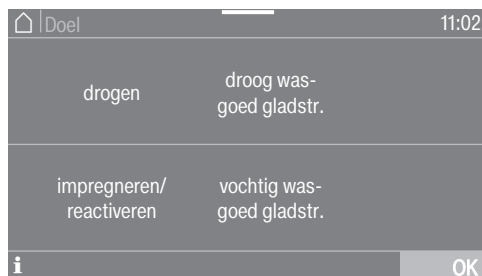 Doel
11:02
drogen
droog was-
goed gladstr.
impregneren/
reactiveren
vochtig was-
goed gladstr.
i
OK